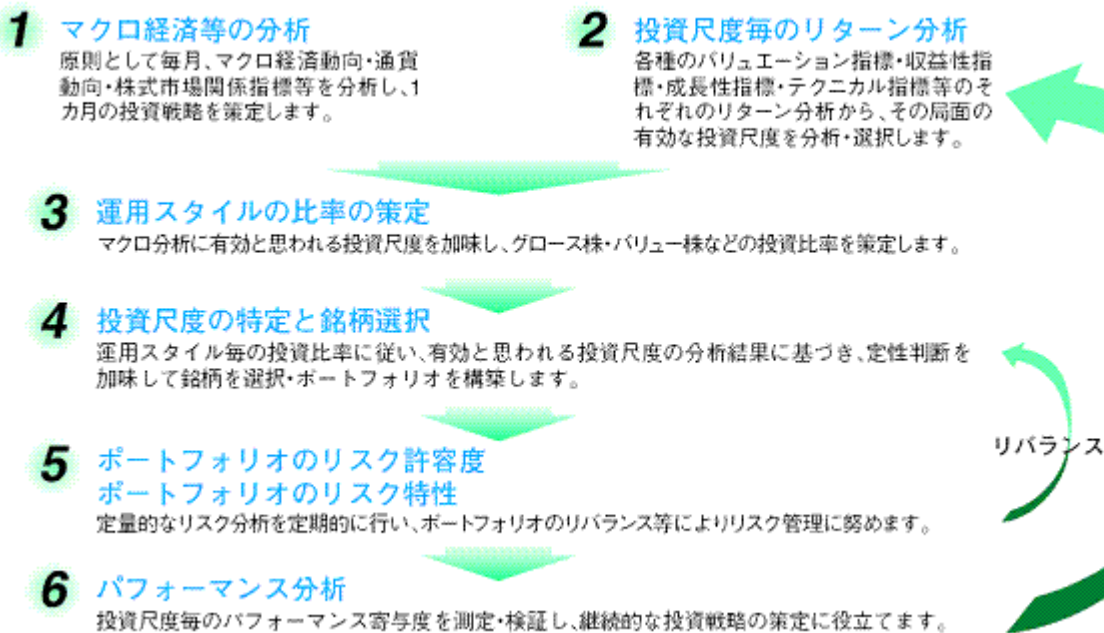 1 マクロ経済等の分析
原則として毎月、マクロ経済動向・通貨
動向・株式市場関係指標等を分析し、1
カ月の投資戦略を策定します。
2 投資尺度毎のリターン分析
各種のバリュエーション指標・収益性指
標・成長性指標・テクニカル指標等のそ
れぞれのリターン分析から、その局面の
有効な投資尺度を分析・選択します。
3 運用スタイルの比率の策定
マクロ分析に有効と思われる投資尺度を加味し、グロース株・バリュー株などの投資比率を策定します。
4 投資尺度の特定と銘柄選択
運用スタイル毎の投資比率に従い、有効と思われる投資尺度の分析結果に基づき、定性判断を
加味して銘柄を選択・ポートフォリオを構築します。
リバランス
5 ポートフォリオのリスク許容度
ポートフォリオのリスク特性
定量的なリスク分析を定期的に行い、ポートフォリオのリバランス等によりリスク管理に努めます。
6 パフォーマンス分析
投資尺度毎のパフォーマンス寄与度を測定・検証し、継続的な投資戦略の策定に役立てます。